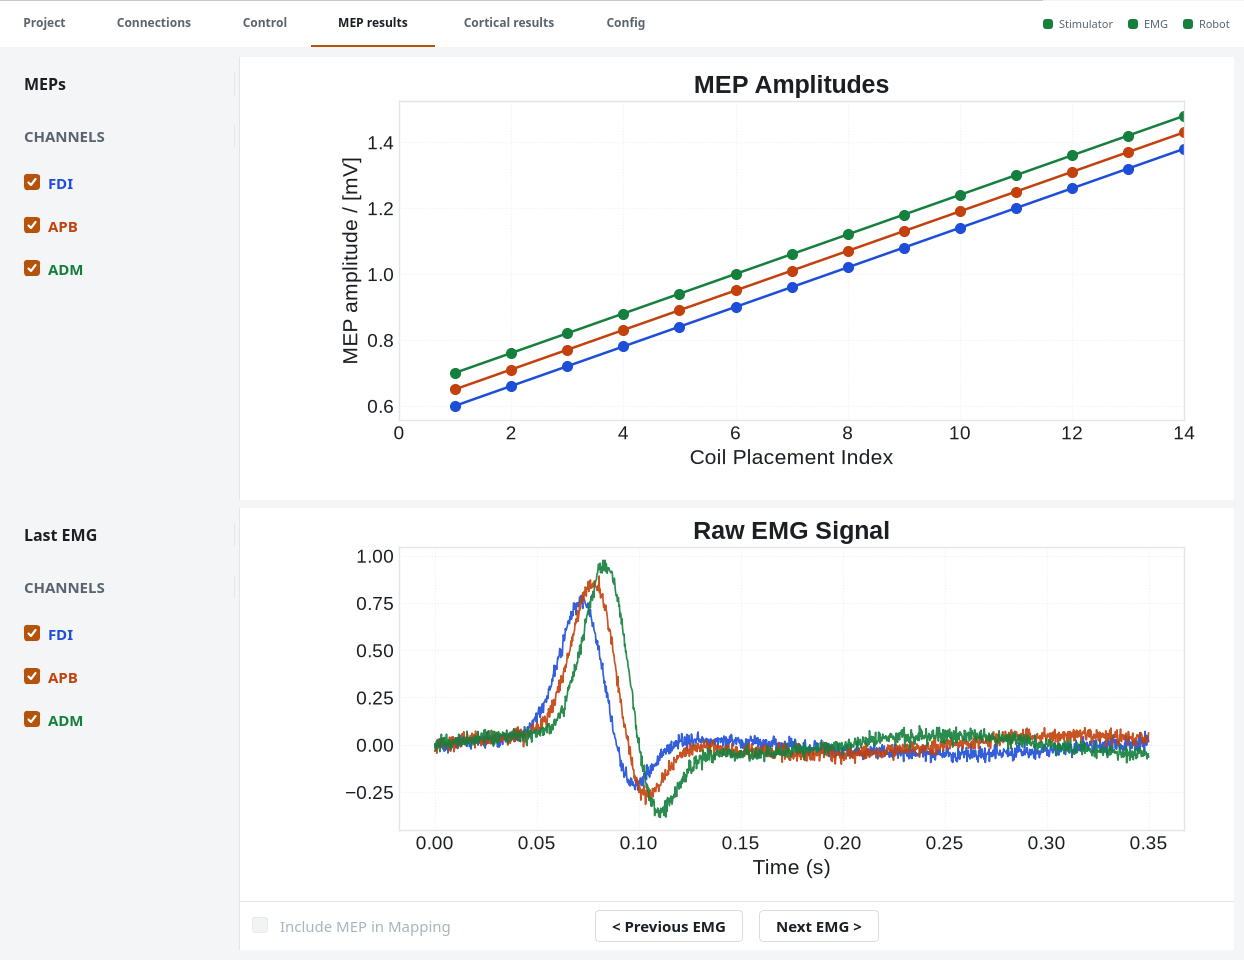 Project Connections Control MEP results Cortical results Config Stimulator EMG Robot
MEPs
CHANNELS
FDI
APB
ADM
MEP Amplitudes
MEP amplitude / [mV]
1.4
1.2
1.0
0.8
0.6
0 2 4 6 8 10 12 14
Coil Placement Index
Last EMG
CHANNELS
FDI
APB
ADM
Raw EMG Signal
1.00
0.75
0.50
0.25
0.00
−0.25
0.00 0.05 0.10 0.15 0.20 0.25 0.30 0.35
Time (s)
Include MEP in Mapping < Previous EMG Next EMG >